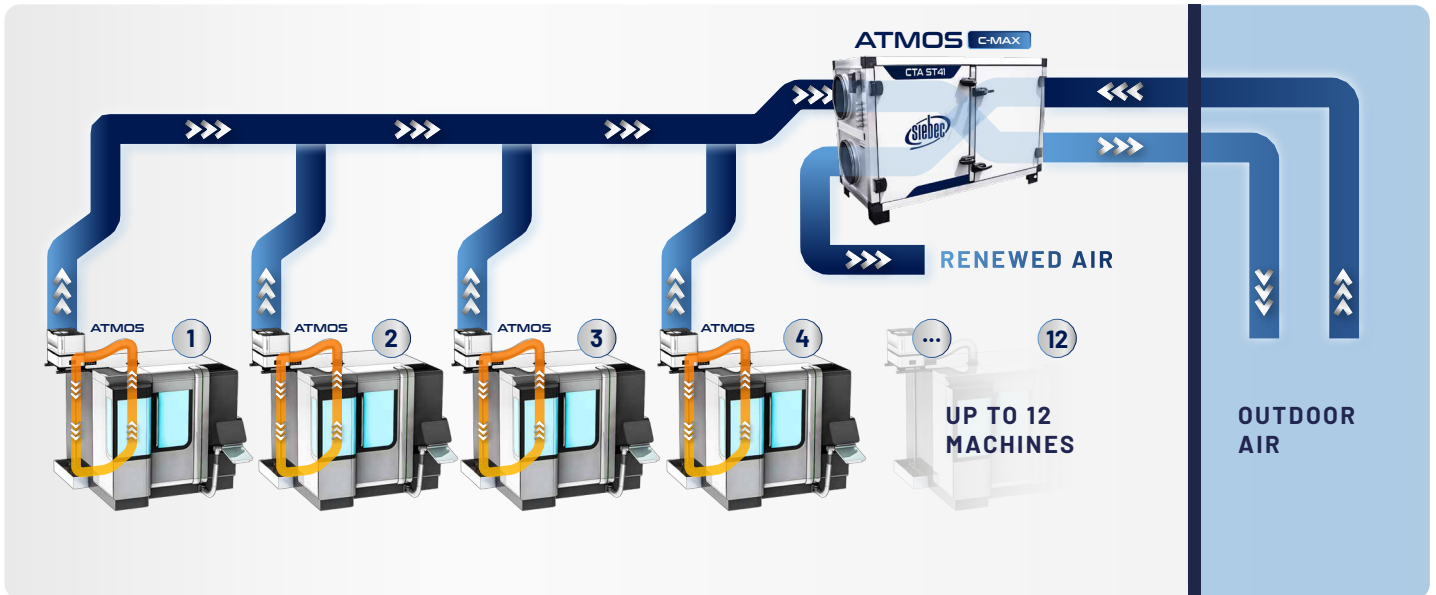 ATMOS C-MAX
CTA ST41
siebec
RENEWED AIR
ATMOS 1
ATMOS 2
ATMOS 3
ATMOS 4
... 12
UP TO 12
MACHINES
OUTDOOR
AIR